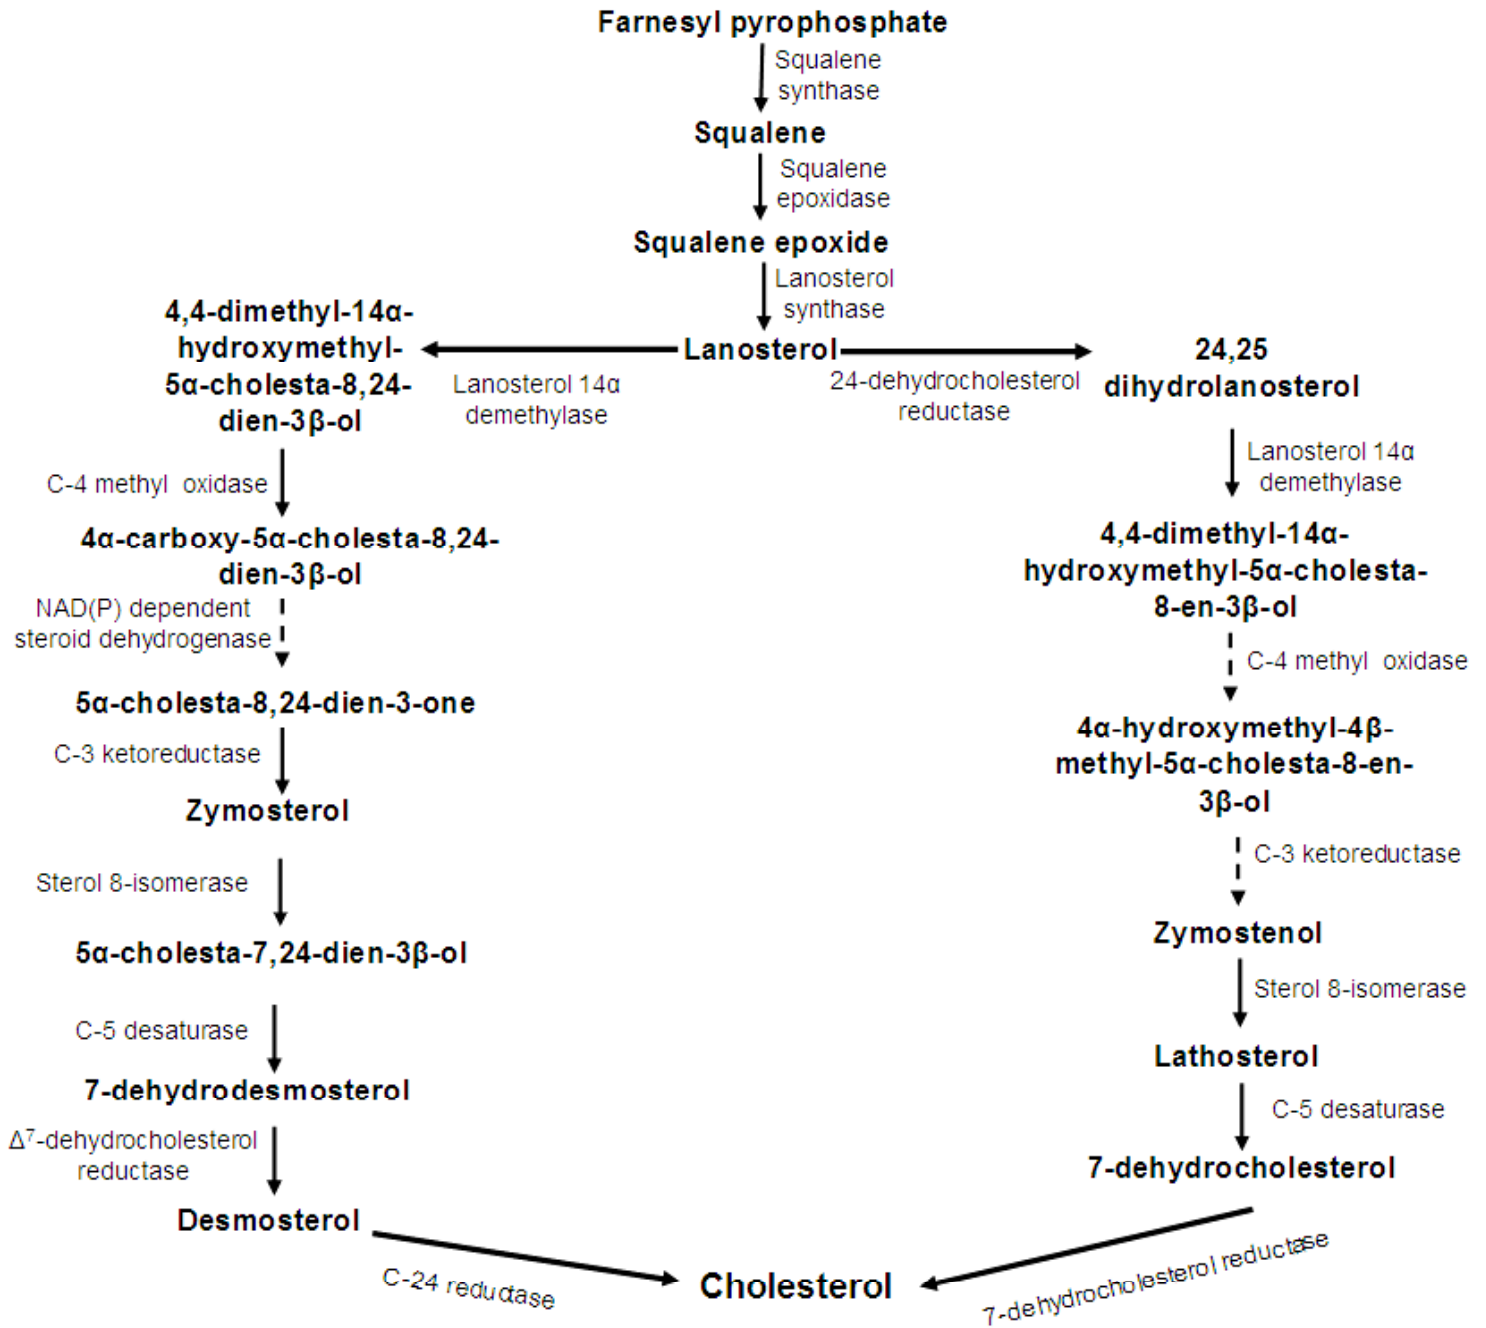 Farnesyl pyrophosphate
Squalene
synthase
Squalene
Squalene
epoxidase
Squalene epoxide
Lanosterol
synthase
Lanosterol
4,4-dimethyl-14α-
hydroxymethyl-
5α-cholesta-8,24-
dien-3β-ol
Lanosterol 14α
demethylase
24-dehydrocholesterol
reductase
24,25
dihydrolanosterol
C-4 methyl oxidase
4α-carboxy-5α-cholesta-8,24-
dien-3β-ol
NAD(P) dependent
steroid dehydrogenase
5α-cholesta-8,24-dien-3-one
C-3 ketoreductase
Zymosterol
Sterol 8-isomerase
5α-cholesta-7,24-dien-3β-ol
C-5 desaturase
7-dehydrodesmosterol
Δ⁷-dehydrocholesterol
reductase
Desmosterol
C-24 reductase
Lanosterol 14α
demethylase
4,4-dimethyl-14α-
hydroxymethyl-5α-cholesta-
8-en-3β-ol
C-4 methyl oxidase
4α-hydroxymethyl-4β-
methyl-5α-cholesta-8-en-
3β-ol
C-3 ketoreductase
Zymostenol
Sterol 8-isomerase
Lathosterol
C-5 desaturase
7-dehydrocholesterol
7-dehydrocholesterol reductase
Cholesterol